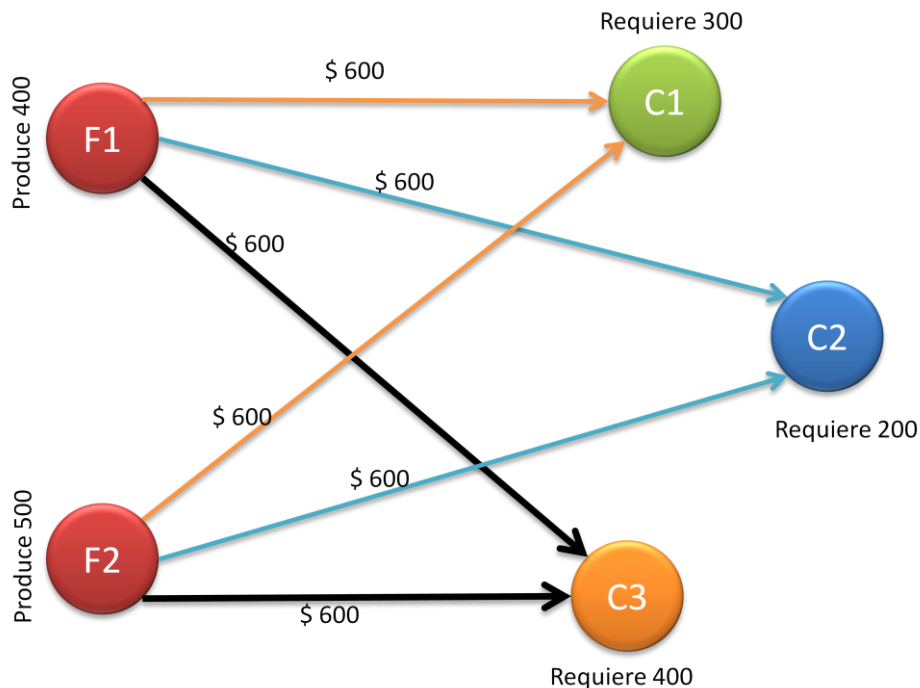 Requiere 300
$ 600
Produce 400
F1
C1
$ 600
$ 600
C2
$ 600
Requiere 200
$ 600
Produce 500
F2
C3
$ 600
Requiere 400